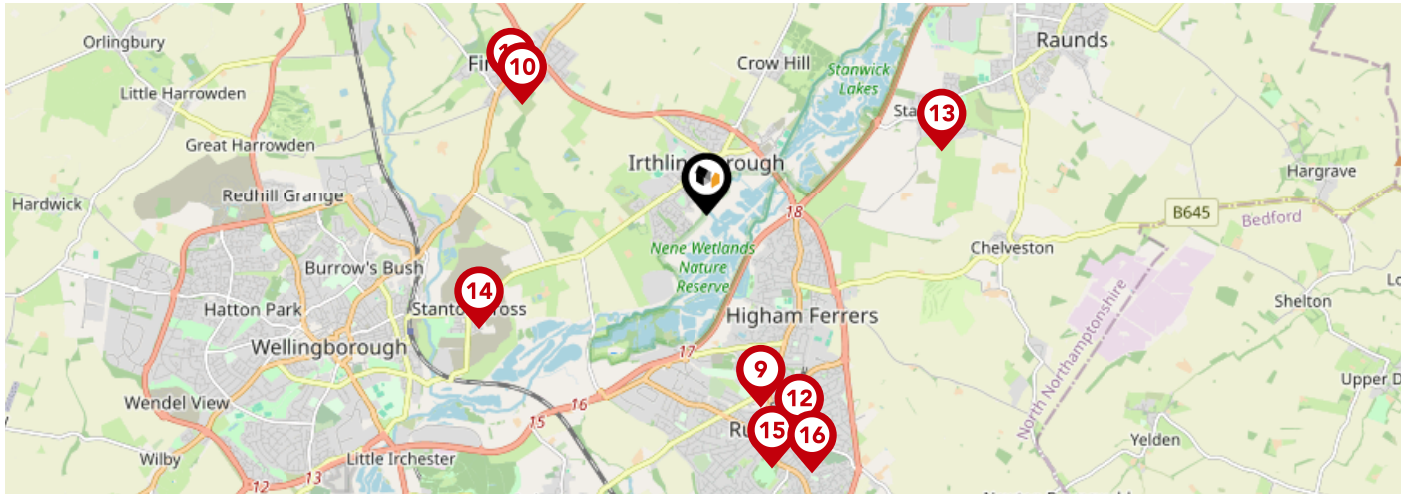 Orlingbury
Raunds
Crow Hill
Stanwick
Lakes
10
Little Harrowden
13
Great Harrowden
Hargrave
Redhill Grange
Hardwick
18
B645
Bedford
Nene Wetlands
Nature
Reserve
Chelveston
Burrow's Bush
14
Hatton Park
Shelton
Higham Ferrers
Wellingborough
17
North Northamptonshire
9
12
Wendel View
16
15
15
16
Yelden
Wilby
Little Irchester
13
12